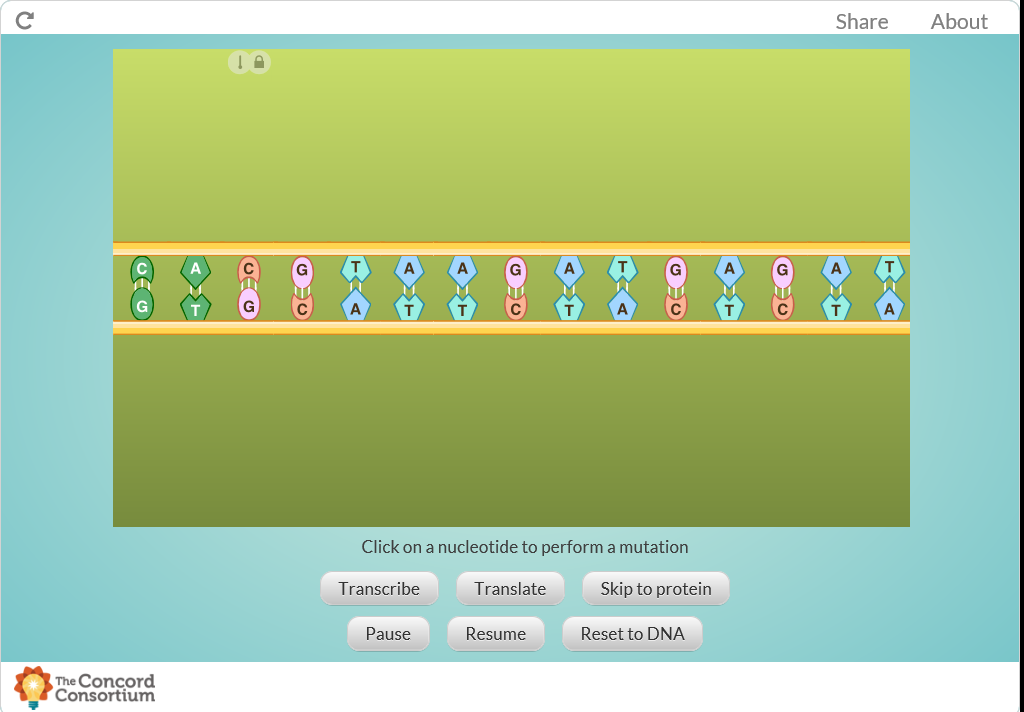 Share About
C A C G T A A G A T G A G A T
G T G C A T T C T A C T C T A
Click on a nucleotide to perform a mutation
Transcribe Translate Skip to protein
Pause Resume Reset to DNA
The Concord
Consortium